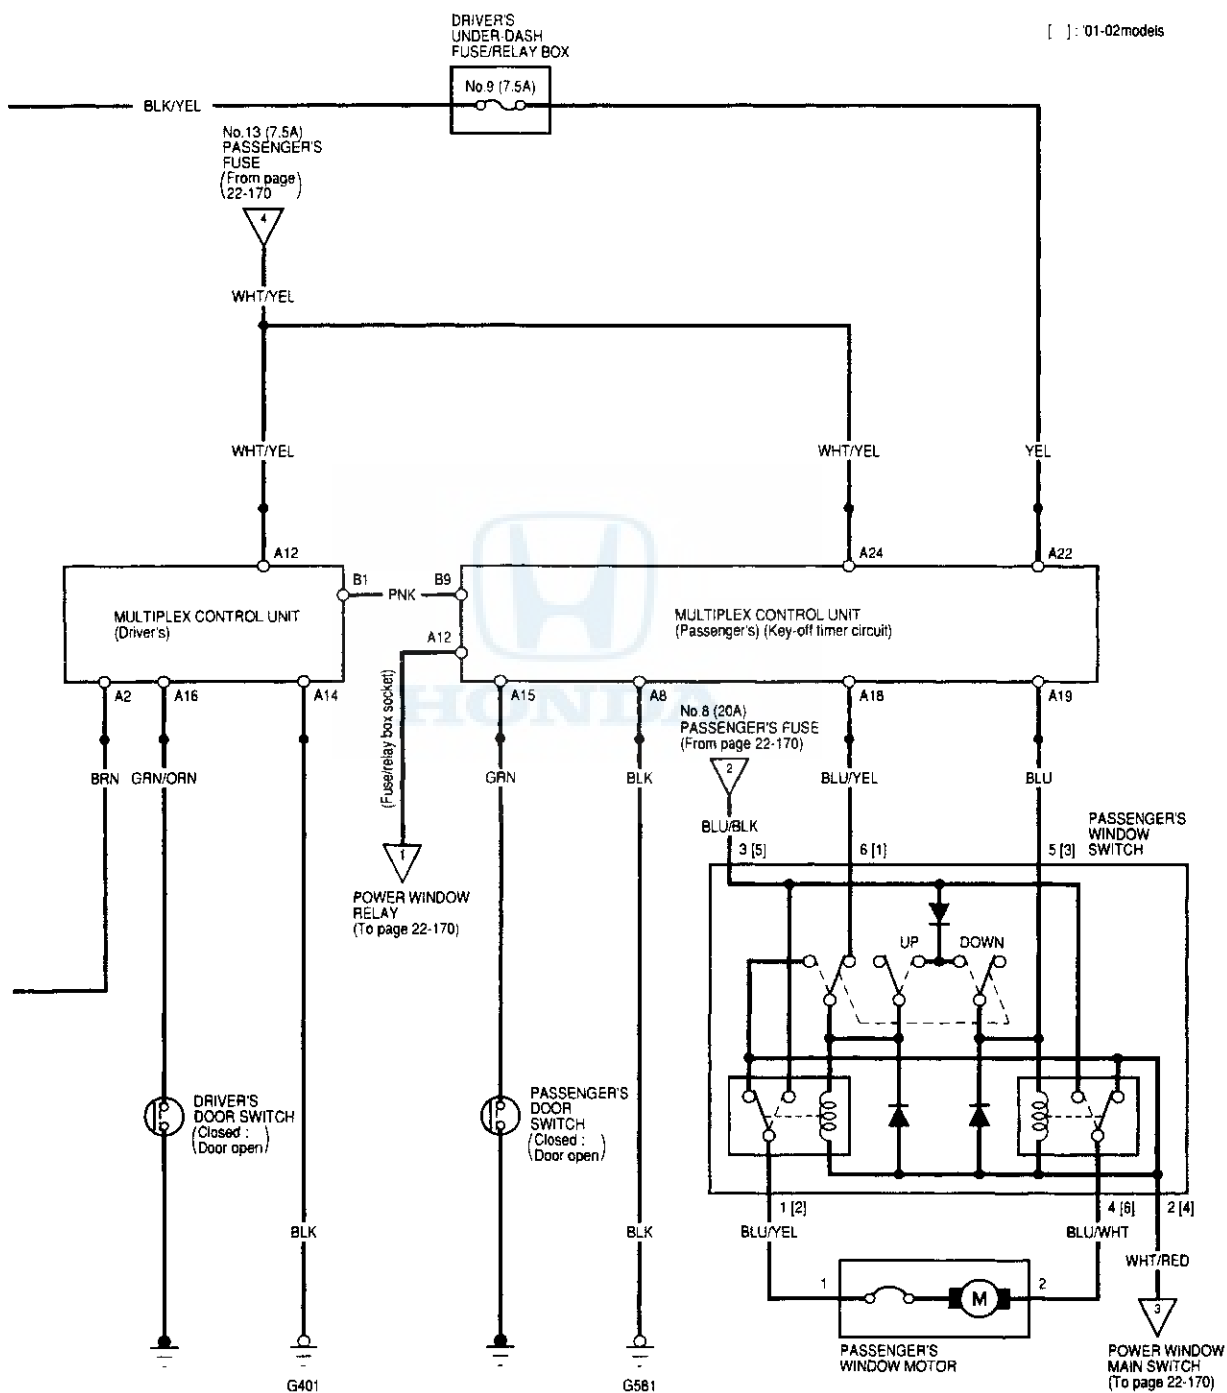 DRIVER'S
UNDER-DASH
FUSE/RELAY BOX
[ ] : '01-02models
No.9 (7.5A)
BLK/YEL
No.13 (7.5A)
PASSENGER'S
FUSE
(From page)
22-170
4
WHT/YEL
WHT/YEL
WHT/YEL
YEL
A12
A24
A22
B1
PNK
B9
MULTIPLEX CONTROL UNIT
(Driver's)
MULTIPLEX CONTROL UNIT
(Passenger's) (Key-off timer circuit)
A12
A2
A16
A14
A15
A8
A18
A19
HONDA
(Fuse/relay box socket)
No.8 (20A)
PASSENGER'S FUSE
(From page 22-170)
2
BRN
GRN/ORN
GRN
BLK
BLU/YEL
BLU
BLU/BLK
PASSENGER'S
WINDOW
SWITCH
3 [5]
6 [1]
5 [3]
1
POWER WINDOW
RELAY
(To page 22-170)
UP
DOWN
DRIVER'S
DOOR SWITCH
(Closed :
Door open)
PASSENGER'S
DOOR
SWITCH
(Closed :
Door open)
1 [2]
4 [6]
2 [4]
BLK
BLK
BLU/YEL
BLU/WHT
WHT/RED
1
M
2
3
PASSENGER'S
WINDOW MOTOR
POWER WINDOW
MAIN SWITCH
(To page 22-170)
G401
G581